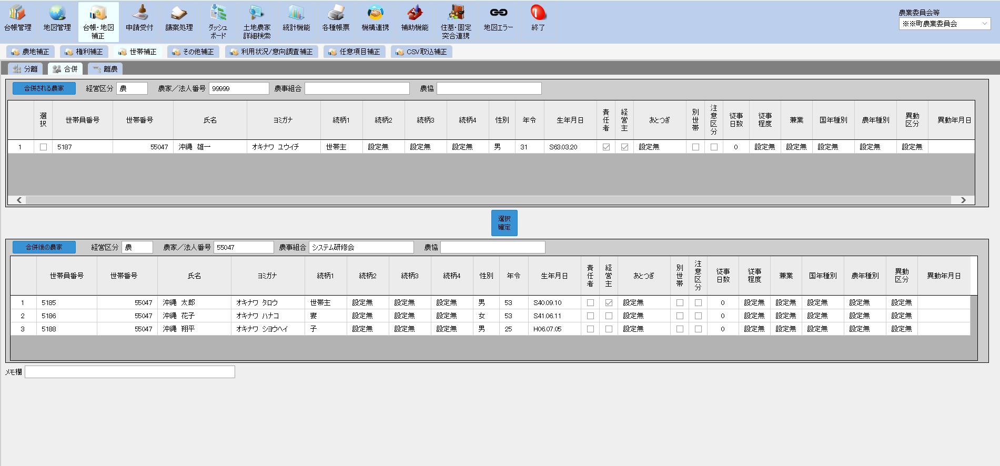 台帳管理 地図管理 台帳・地図補正 申請受付 議案処理 ダッシュボード 土地農家詳細検索 統計機能 各種帳票 機構連携 補助機能 住基・固定突合連携 地図エラー 終了
農業委員会等
※※町農業委員会
農地補正 権利補正 世帯補正 その他補正 利用状況/意向調査補正 任意項目補正 CSV取込補正
分離 合併 離農
合併される農家 経営区分 農 農家／法人番号 99999 農事組合 農協
選択 世帯員番号 世帯番号 氏名 ヨミガナ 続柄1 続柄2 続柄3 続柄4 性別 年令 生年月日 責任者 経営主 あとつぎ 別世帯 注意区分 従事日数 従事程度 兼業 国年種別 農年種別 異動区分 異動年月日
1 5187 55047 沖縄 雄一 オキナワ ユウイチ 世帯主 設定無 設定無 設定無 男 31 S63.03.20 設定無 0 設定無 設定無 設定無 設定無 設定無
選択
確定
合併後の農家 経営区分 農 農家／法人番号 55047 農事組合 システム研修会 農協
世帯員番号 世帯番号 氏名 ヨミガナ 続柄1 続柄2 続柄3 続柄4 性別 年令 生年月日 責任者 経営主 あとつぎ 別世帯 注意区分 従事日数 従事程度 兼業 国年種別 農年種別 異動区分 異動年月日
1 5185 55047 沖縄 太郎 オキナワ タロウ 世帯主 設定無 設定無 設定無 男 53 S40.09.10 設定無 0 設定無 設定無 設定無 設定無 設定無
2 5186 55047 沖縄 花子 オキナワ ハナコ 妻 設定無 設定無 設定無 女 53 S41.06.11 設定無 0 設定無 設定無 設定無 設定無 設定無
3 5188 55047 沖縄 翔平 オキナワ ショウヘイ 子 設定無 設定無 設定無 男 25 H06.07.05 設定無 0 設定無 設定無 設定無 設定無 設定無
メモ欄